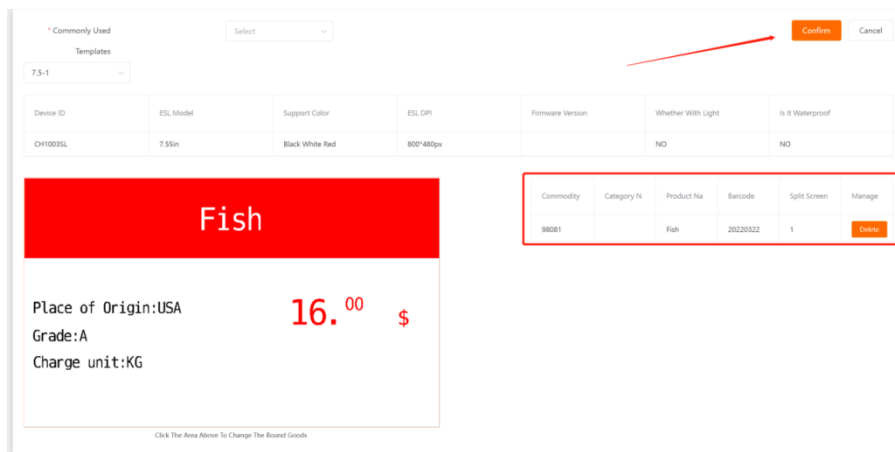 * Commonly Used
Templates
Select
Confirm
Cancel
7.5-1
Device ID ESL Model Support Color ESL DPI Firmware Version Whether With Light Is It Waterproof
CH1003SL 7.55in Black White Red 800*480px NO NO
Fish
Place of Origin:USA
Grade:A
Charge unit:KG
16.00 $
Click The Area Above To Change The Bound Goods
Commodity Category N Product Na Barcode Split Screen Manage
98081 Fish 20220322 1 Delete